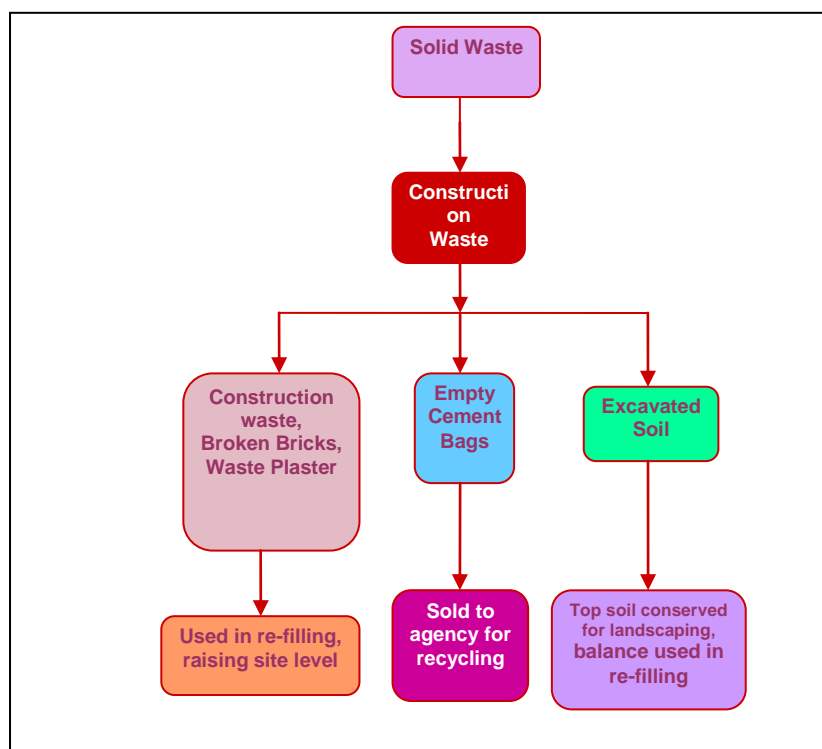 Solid Waste
Constructi
on
Waste
Construction
waste,
Broken Bricks,
Waste Plaster
Empty
Cement
Bags
Excavated
Soil
Used in re-filling,
raising site level
Sold to
agency for
recycling
Top soil conserved
for landscaping,
balance used in
re-filling